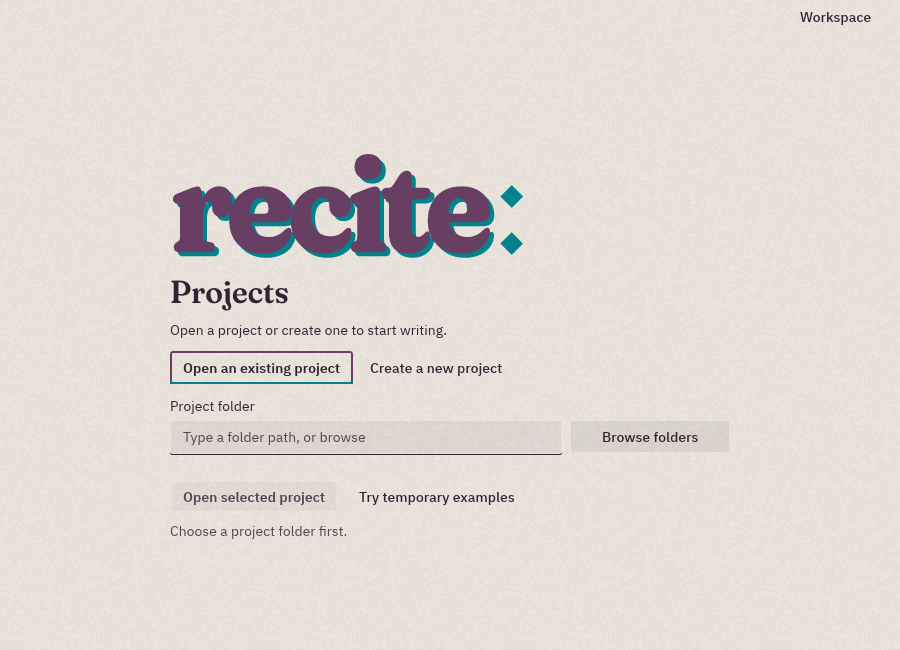 Workspace
recite:
Projects
Open a project or create one to start writing.
Open an existing project
Create a new project
Project folder
Type a folder path, or browse
Browse folders
Open selected project
Try temporary examples
Choose a project folder first.